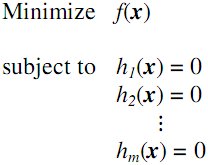 Minimize f(x)
subject to h₁(x) = 0
h₂(x) = 0
⋮
hₘ(x) = 0